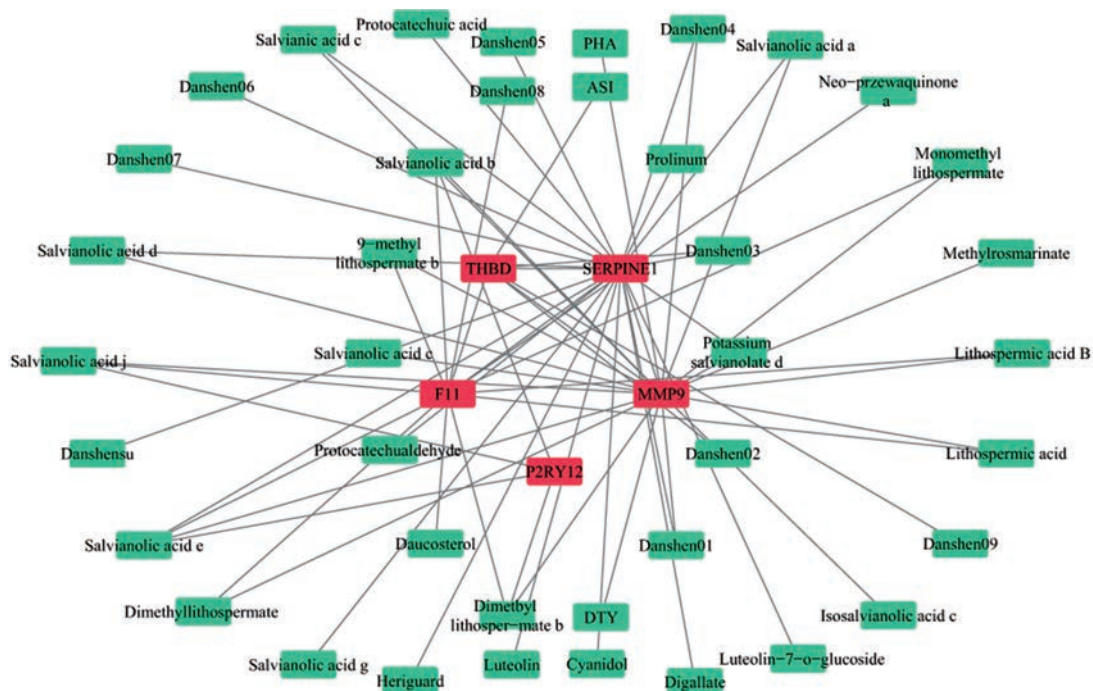 Protocatechuic acid
Salvianic acid c
Danshen05
PHA
Danshen04
Salvianolic acid a
Danshen06
Danshen08
ASI
Neo-przewaquinone
a
Danshen07
Salvianolic acid b
Prolinum
Monomethyl
lithospermate
Salvianolic acid d
9-methyl
lithospermate b
THBD
SERPINE1
Danshen03
Methylrosmarinate
Salvianolic acid j
Salvianolic acid c
Potassium
salvianolate d
Lithospermic acid B
F11
MMP9
Danshensu
Protocatechualdehyde
P2RY12
Danshen02
Lithospermic acid
Salvianolic acid e
Daucosterol
Danshen01
Danshen09
Dimethyllithospermate
Dimetbyl
lithosper-mate b
DTY
Isosalvianolic acid c
Salvianolic acid g
Heriguard
Luteolin
Cyanidol
Digallate
Luteolin-7-o-glucoside